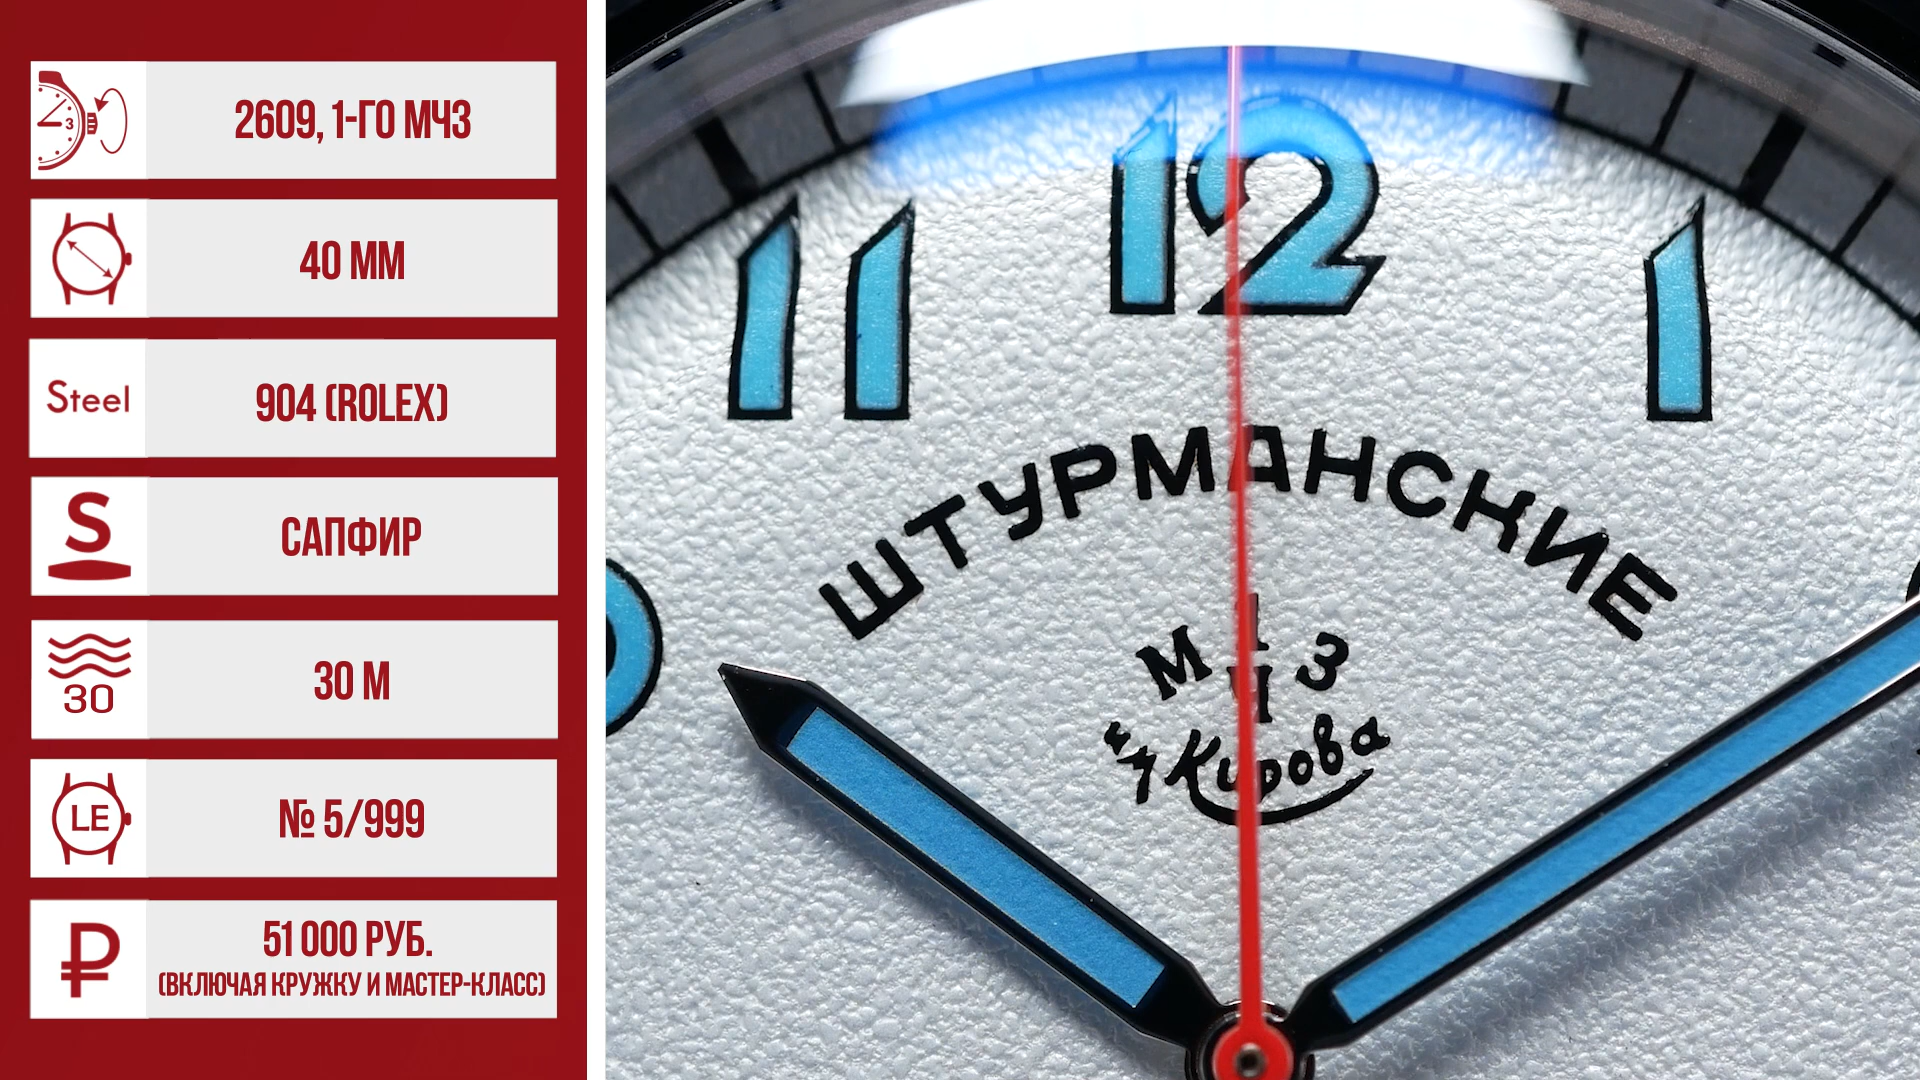 3
2609, 1-ГО МЧЗ
40 ММ
Steel
904 (ROLEX)
S
САПФИР
30
30 М
LE
№ 5/999
₽
51 000 РУБ.
(ВКЛЮЧАЯ КРУЖКУ И МАСТЕР-КЛАСС)
11 12 1
ШТУРМАНСКИЕ
1
МЧЗ
им Кирова